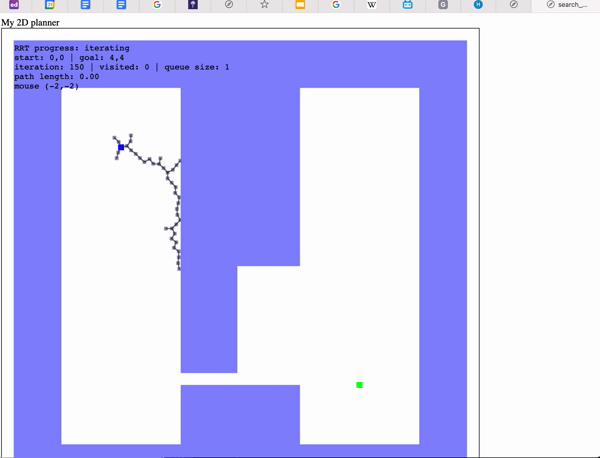 ed
G
G
W
G
H
search_...
My 2D planner
RRT progress: iterating
start: 0,0 | goal: 4,4
iteration: 150 | visited: 0 | queue size: 1
path length: 0.00
mouse (-2,-2)